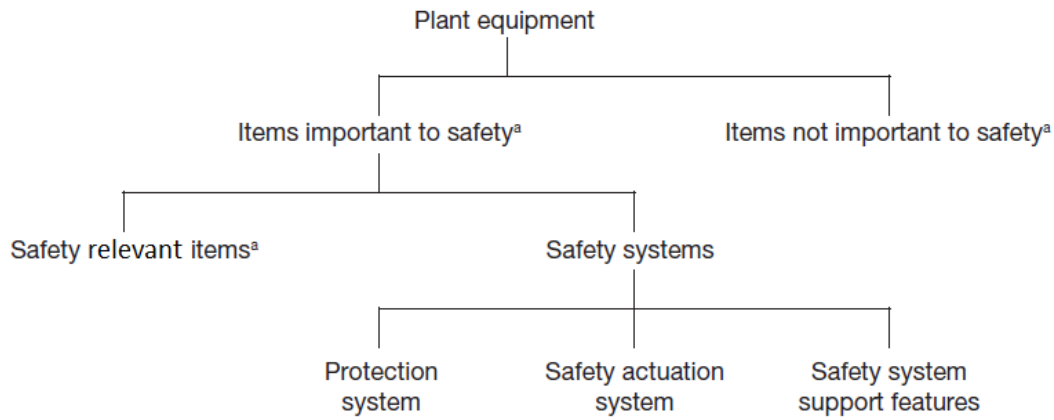 Plant equipment
Items important to safetyᵃ
Items not important to safetyᵃ
Safety relevant itemsᵃ
Safety systems
Protection
system
Safety actuation
system
Safety system
support features